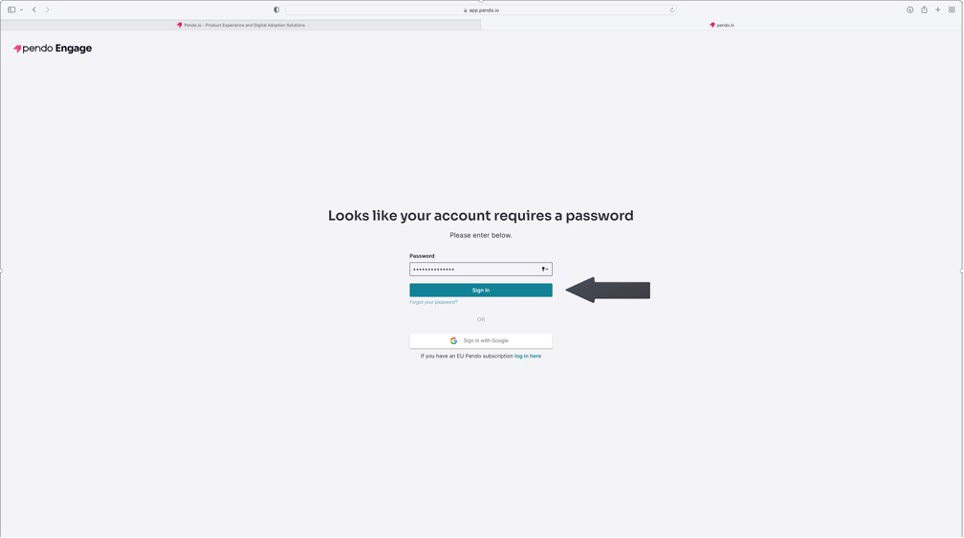 app.pendo.io
Pendo.io - Product Experience and Digital Adoption Solutions
pendo.io
pendo Engage
Looks like your account requires a password
Please enter below.
Password
••••••••••••••
Sign In
Forgot your password?
OR
Sign in with Google
If you have an EU Pendo subscription log in here